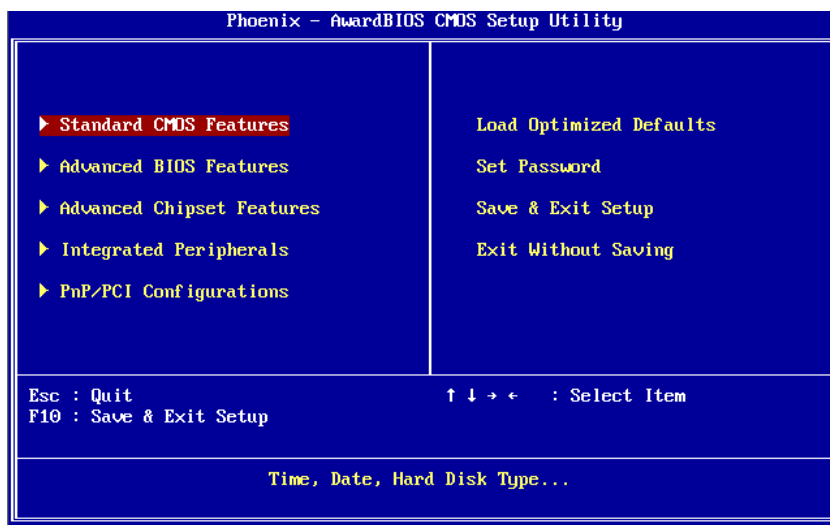 Phoenix - AwardBIOS CMOS Setup Utility
Standard CMOS Features
Advanced BIOS Features
Advanced Chipset Features
Integrated Peripherals
PnP/PCI Configurations
Load Optimized Defaults
Set Password
Save & Exit Setup
Exit Without Saving
Esc : Quit
F10 : Save & Exit Setup
↑ ↓ → ← : Select Item
Time, Date, Hard Disk Type...